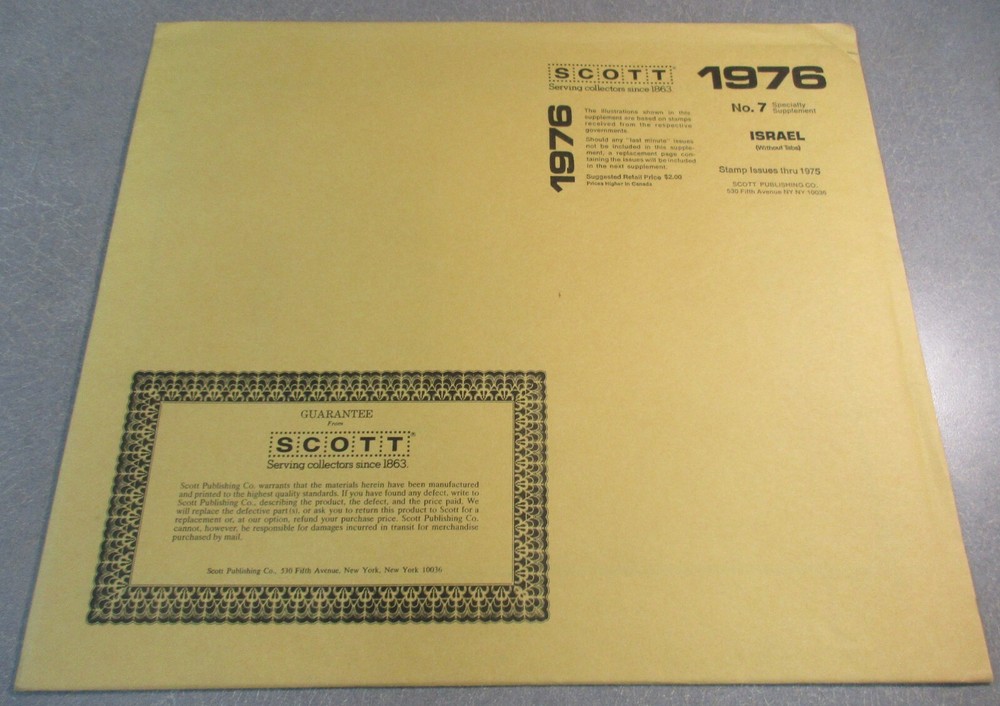 SCOTT®
Serving collectors since 1863.
1976
The illustrations shown in this
supplement are based on stamps
received from the respective
governments.
Should any "last minute" issues
not be included in this supple-
ment, a replacement page con-
taining the issues will be included
in the next supplement.
Suggested Retail Price $2.00
Prices Higher in Canada
1976
No. 7 Specialty
Supplement
ISRAEL
(Without Tabs)
Stamp Issues thru 1975
SCOTT PUBLISHING CO.
530 Fifth Avenue NY NY 10036
GUARANTEE
From
SCOTT®
Serving collectors since 1863.
Scott Publishing Co. warrants that the materials herein have been manufactured
and printed to the highest quality standards. If you have found any defect, write to
Scott Publishing Co., describing the product, the defect, and the price paid. We
will replace the defective part(s), or ask you to return this product to Scott for a
replacement or, at our option, refund your purchase price. Scott Publishing Co.
cannot, however, be responsible for damages incurred in transit for merchandise
purchased by mail.
Scott Publishing Co., 530 Fifth Avenue, New York, New York 10036